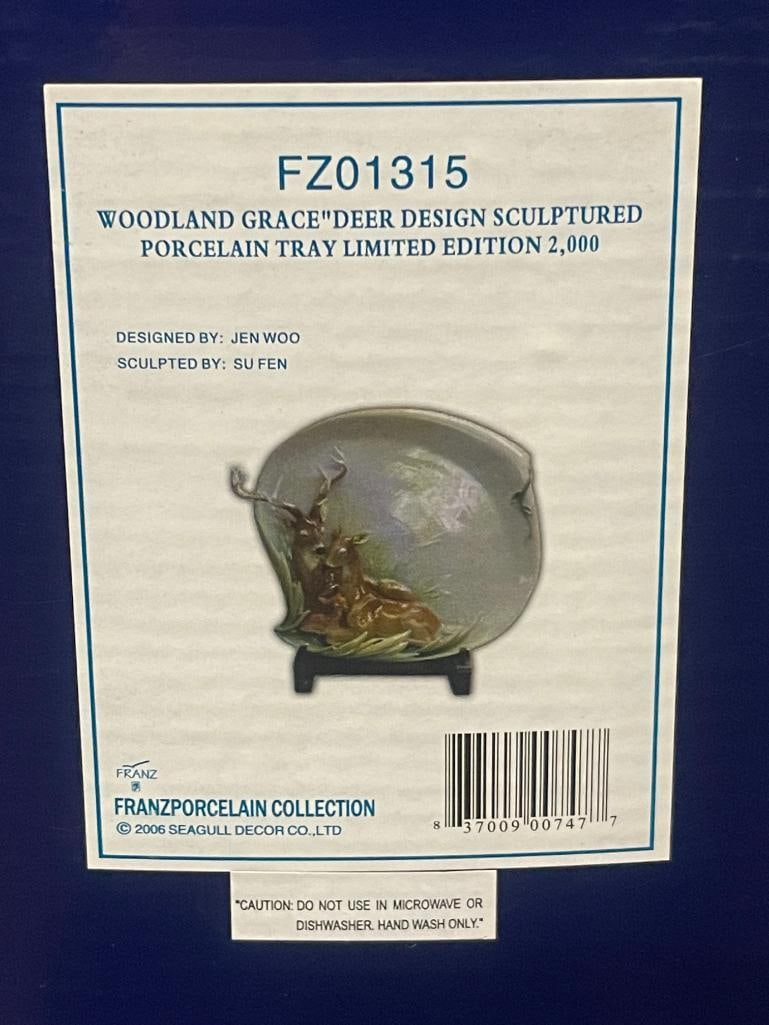 FZ01315
WOODLAND GRACE"DEER DESIGN SCULPTURED
PORCELAIN TRAY LIMITED EDITION 2,000
DESIGNED BY: JEN WOO
SCULPTED BY: SU FEN
FRANZ
FRANZPORCELAIN COLLECTION
© 2006 SEAGULL DECOR CO.,LTD
8 37009 00747 7
"CAUTION: DO NOT USE IN MICROWAVE OR
DISHWASHER. HAND WASH ONLY."